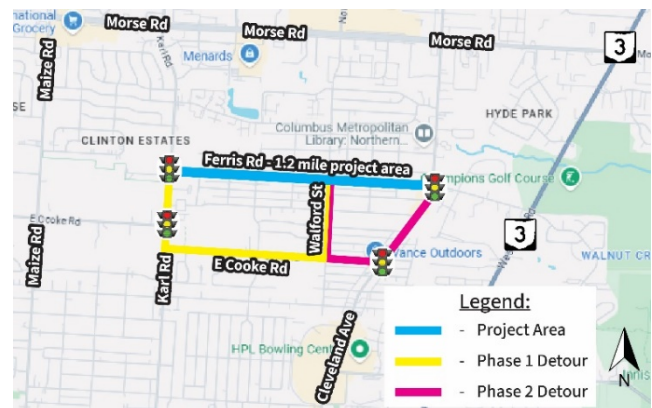 national
Grocery
Morse Rd
Morse Rd
Morse Rd
Karl Rd
Menards
Maize Rd
3
HYDE PARK
CLINTON ESTATES
Columbus Metropolitan
Library: Northern...
Ferris Rd - 1.2 mile project area
mpions Golf Course
Walford St
E Cooke Rd
3
vance Outdoors
WALNUT CR
Maize Rd
Karl Rd
E Cooke Rd
Legend:
- Project Area
- Phase 1 Detour
- Phase 2 Detour
HPL Bowling Cent
Cleveland Ave
N
Innis